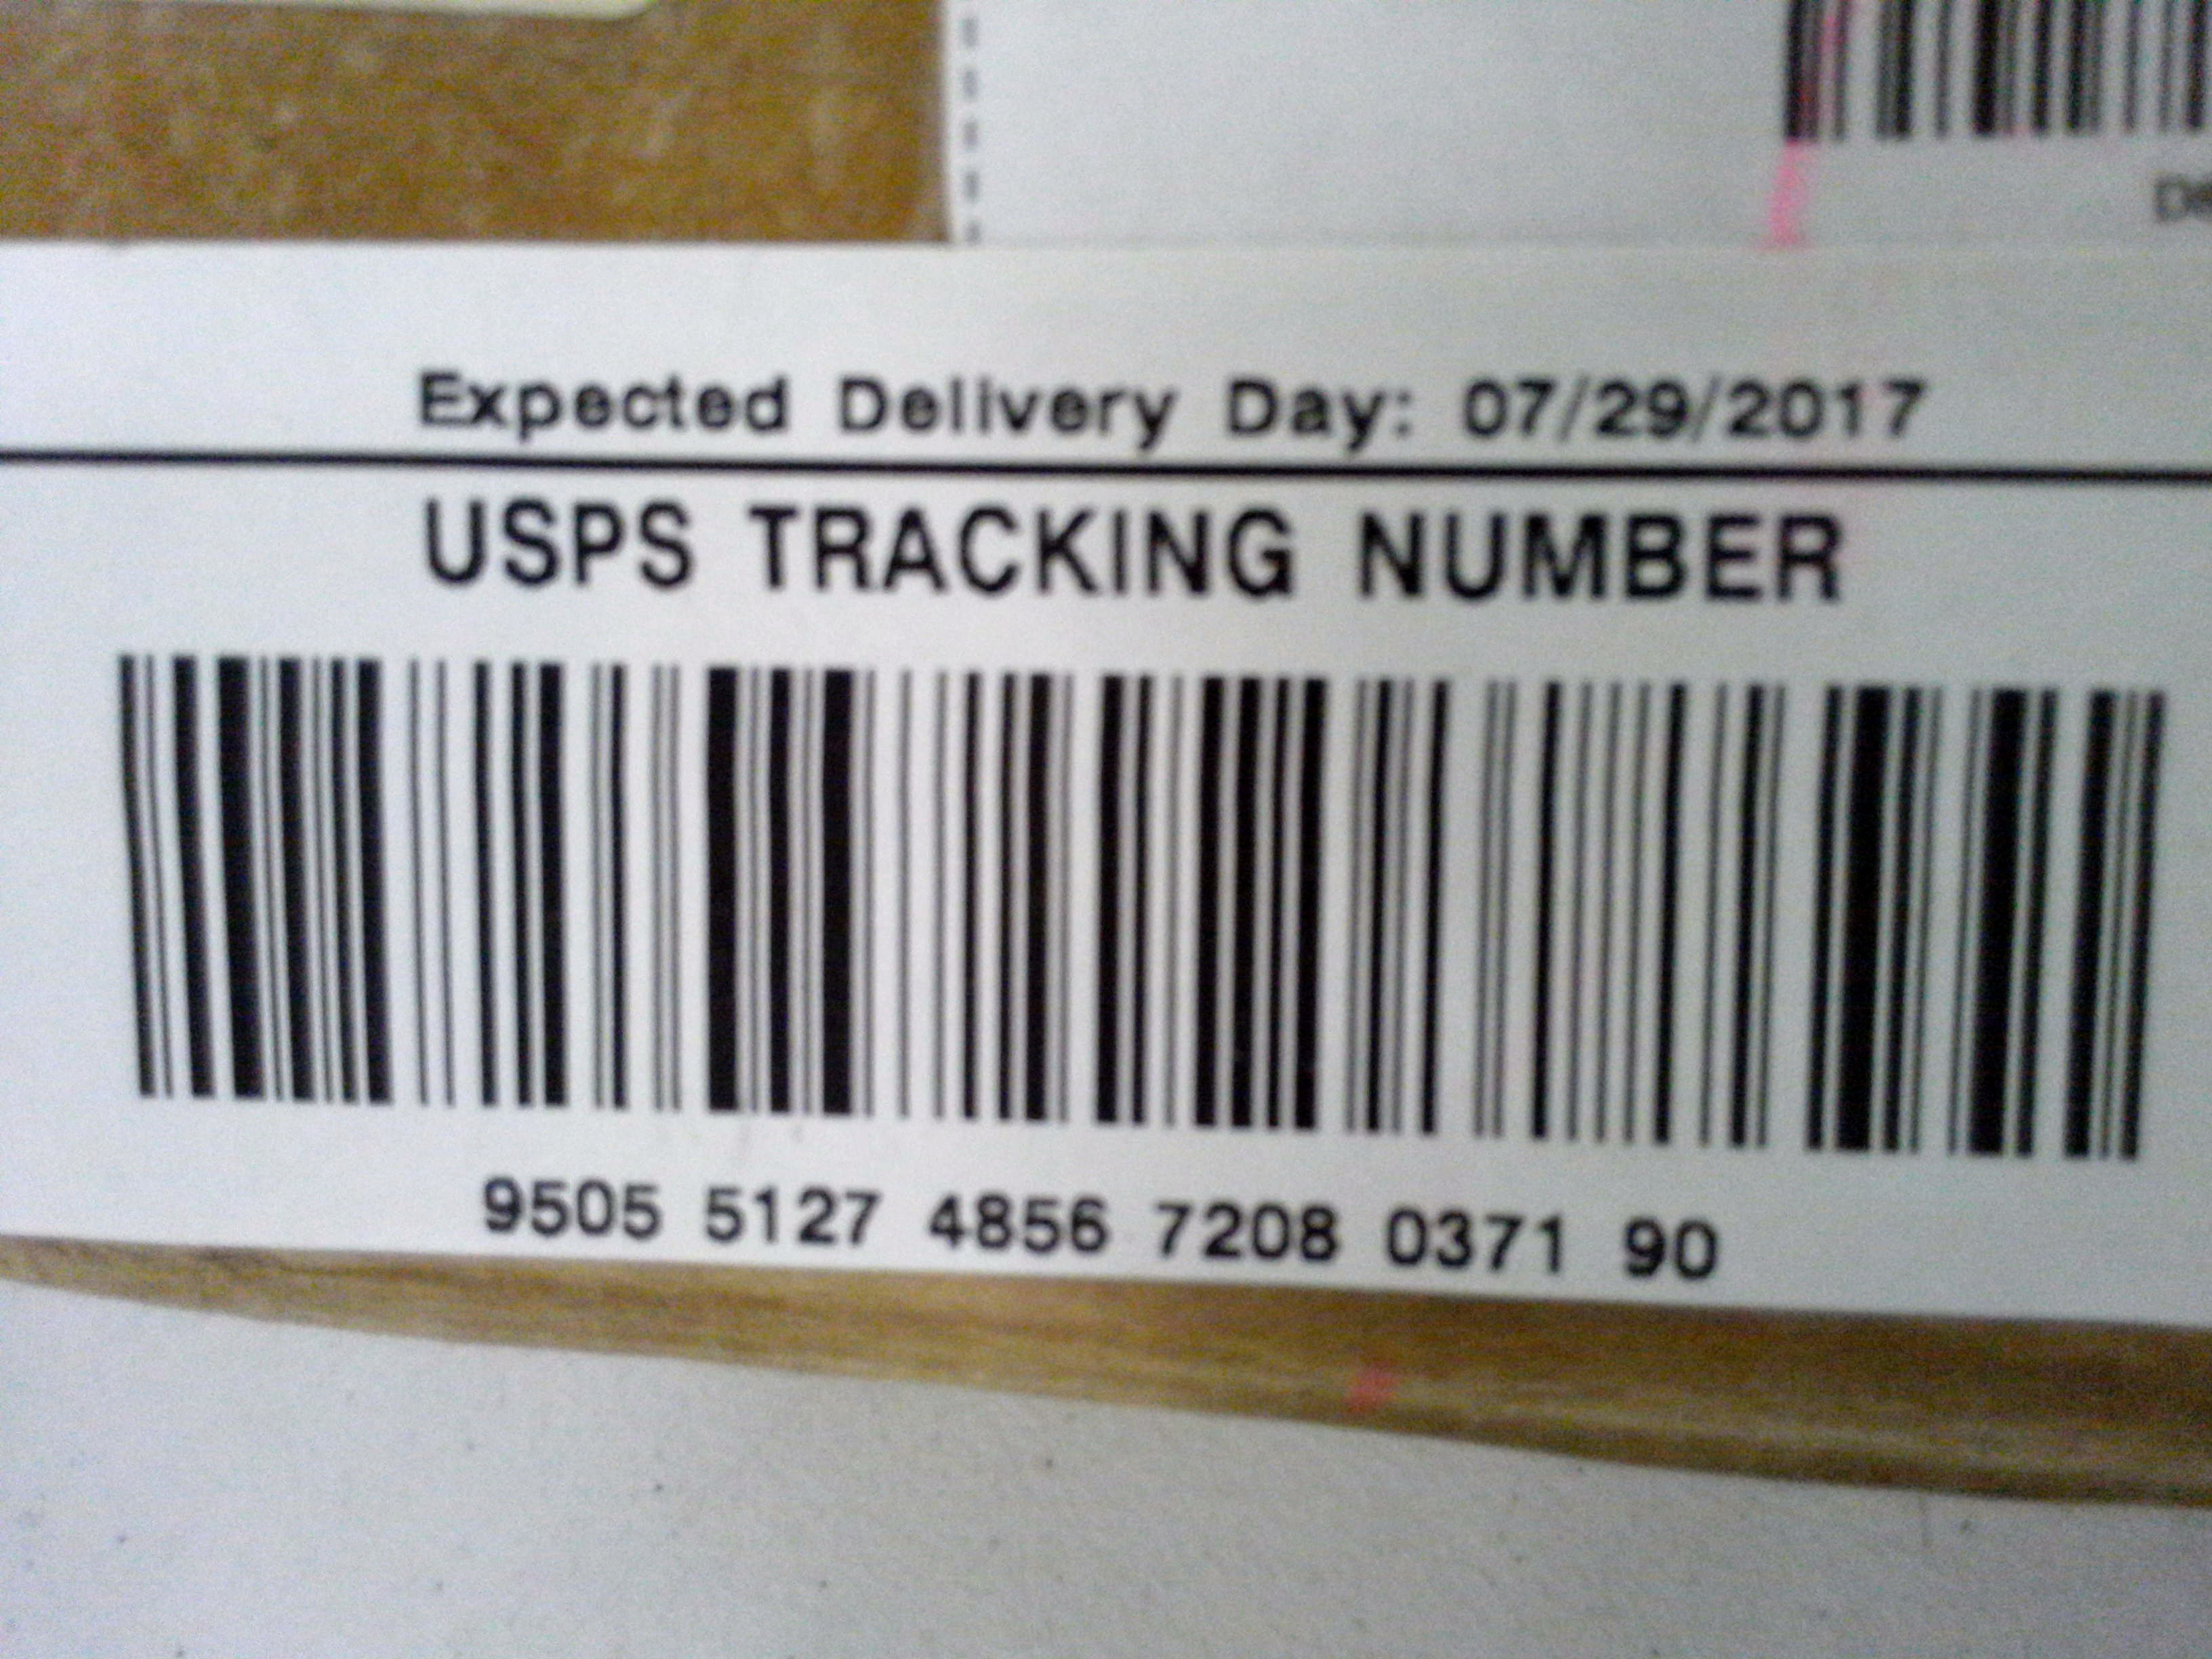 Expected Delivery Day: 07/29/2017
USPS TRACKING NUMBER
9505 5127 4856 7208 0371 90